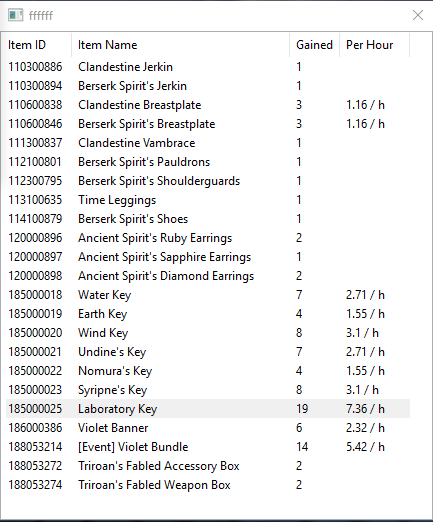 ffffff
Item ID Item Name Gained Per Hour
110300886 Clandestine Jerkin 1
110300894 Berserk Spirit's Jerkin 1
110600838 Clandestine Breastplate 3 1.16 / h
110600846 Berserk Spirit's Breastplate 3 1.16 / h
111300837 Clandestine Vambrace 1
112100801 Berserk Spirit's Pauldrons 1
112300795 Berserk Spirit's Shoulderguards 1
113100635 Time Leggings 1
114100879 Berserk Spirit's Shoes 1
120000896 Ancient Spirit's Ruby Earrings 2
120000897 Ancient Spirit's Sapphire Earrings 1
120000898 Ancient Spirit's Diamond Earrings 2
185000018 Water Key 7 2.71 / h
185000019 Earth Key 4 1.55 / h
185000020 Wind Key 8 3.1 / h
185000021 Undine's Key 7 2.71 / h
185000022 Nomura's Key 4 1.55 / h
185000023 Syripne's Key 8 3.1 / h
185000025 Laboratory Key 19 7.36 / h
186000386 Violet Banner 6 2.32 / h
188053214 [Event] Violet Bundle 14 5.42 / h
188053272 Triroan's Fabled Accessory Box 2
188053274 Triroan's Fabled Weapon Box 2